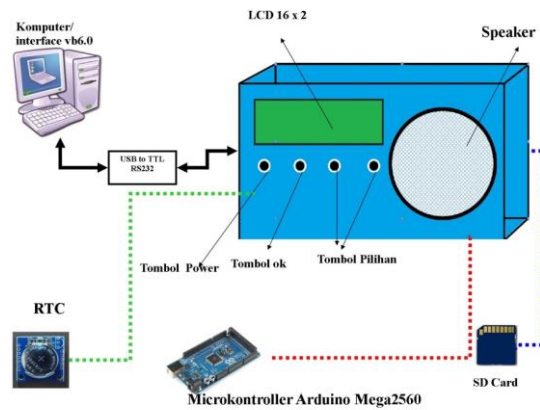 LCD 16 x 2
Komputer/
interface vb6.0
Speaker
USB to TTL
RS232
Tombol Power
Tombol ok
Tombol Pilihan
RTC
SD Card
Microkontroller Arduino Mega2560